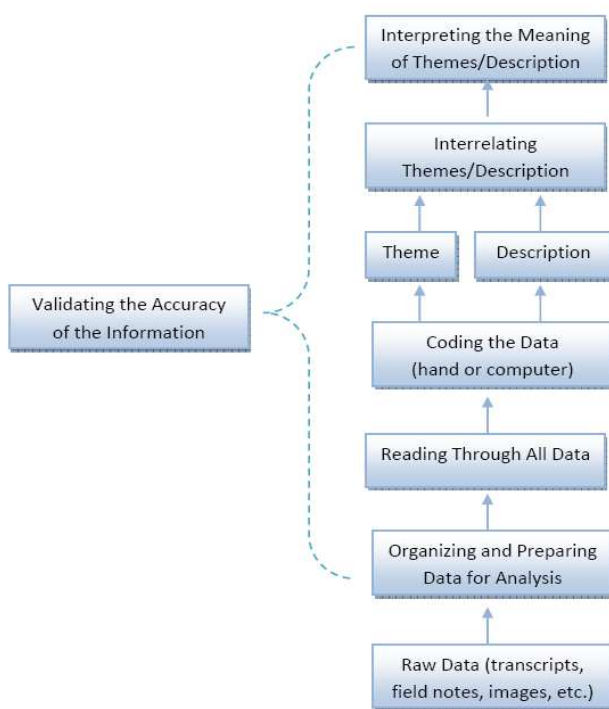 Interpreting the Meaning
of Themes/Description
Interrelating
Themes/Description
Theme
Description
Validating the Accuracy
of the Information
Coding the Data
(hand or computer)
Reading Through All Data
Organizing and Preparing
Data for Analysis
Raw Data (transcripts,
field notes, images, etc.)